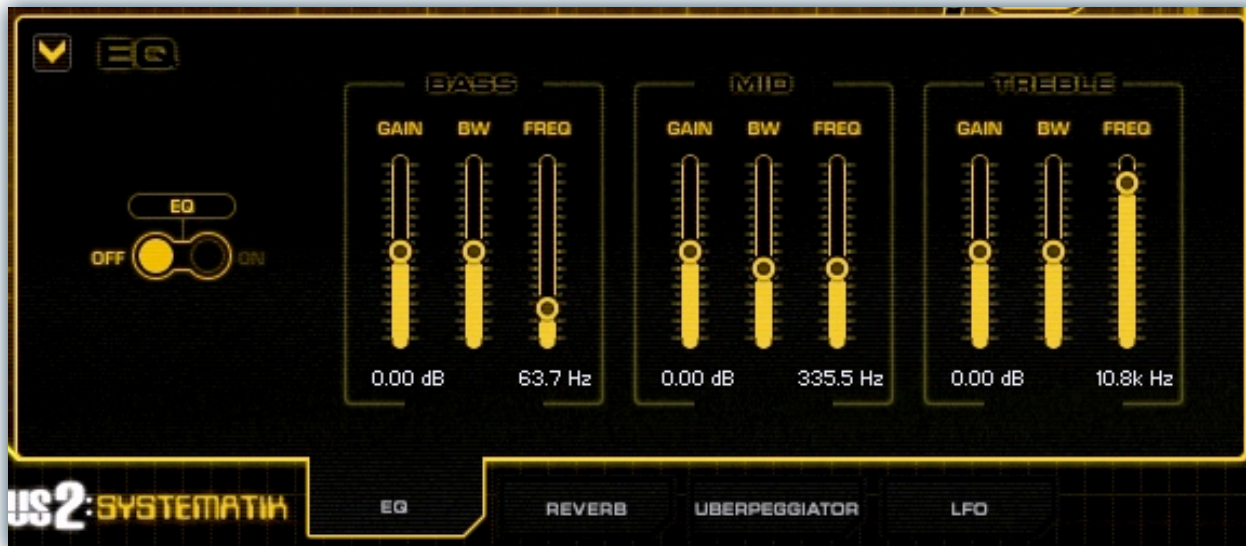 EQ
BASS MID TREBLE
GAIN BW FREQ GAIN BW FREQ GAIN BW FREQ
EQ
OFF ON
0.00 dB 63.7 Hz 0.00 dB 335.5 Hz 0.00 dB 10.8k Hz
US2:SYSTEMATIK EQ REVERB UBERPEGGIATOR LFO